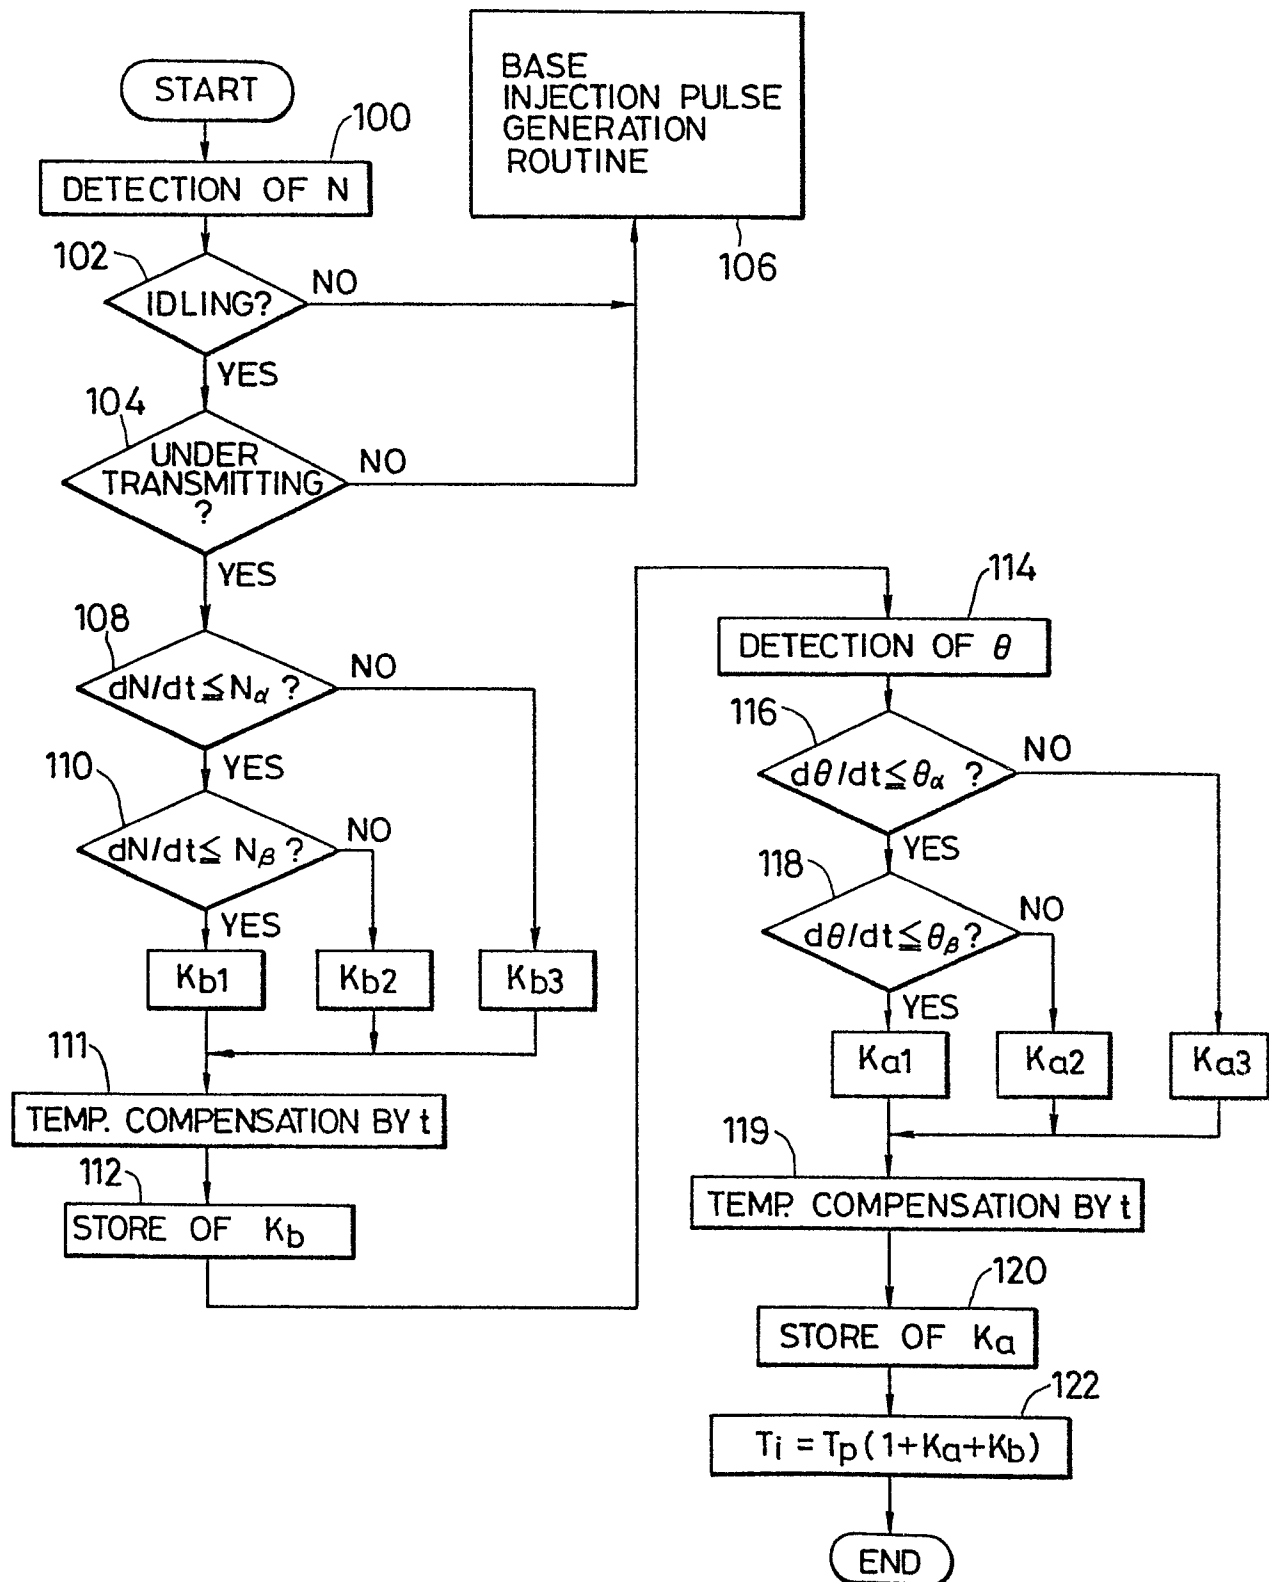 START
100
DETECTION OF N
102
IDLING?
NO
YES
BASE
INJECTION PULSE
GENERATION
ROUTINE
106
104
UNDER
TRANSMITTING
?
NO
YES
108
dN/dt≦Nα ?
NO
YES
110
dN/dt≦ Nβ ?
NO
YES
Kb1
Kb2
Kb3
111
TEMP. COMPENSATION BY t
112
STORE OF Kb
114
DETECTION OF θ
116
dθ/dt≦θα ?
NO
YES
118
dθ/dt≦θβ?
NO
YES
Ka1
Ka2
Ka3
119
TEMP. COMPENSATION BY t
120
STORE OF Ka
122
Ti = Tp(1+Ka+Kb)
END